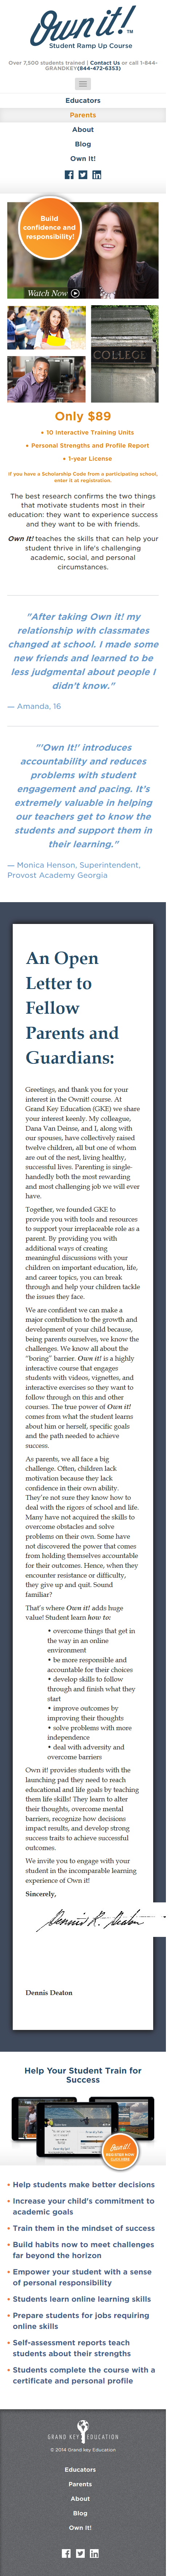 Own it!™
Student Ramp Up Course
Over 7,500 students trained | Contact Us or call 1-844-
GRANDKEY(844-472-6353)
Educators
Parents
About
Blog
Own It!
Build
confidence and
responsibility!
Watch Now
COLLEGE
Only $89
• 10 Interactive Training Units
• Personal Strengths and Profile Report
• 1-year License
If you have a Scholarship Code from a participating school,
enter it at registration.
The best research confirms the two things
that motivate students most in their
education: they want to experience success
and they want to be with friends.
Own It! teaches the skills that can help your
student thrive in life's challenging
academic, social, and personal
circumstances.
"After taking Own it! my
relationship with classmates
changed at school. I made some
new friends and learned to be
less judgmental about people I
didn't know."
— Amanda, 16
"'Own It!' introduces
accountability and reduces
problems with student
engagement and pacing. It's
extremely valuable in helping
our teachers get to know the
students and support them in
their learning."
— Monica Henson, Superintendent,
Provost Academy Georgia
An Open
Letter to
Fellow
Parents and
Guardians:
Greetings, and thank you for your
interest in the Ownit! course. At
Grand Key Education (GKE) we share
your interest keenly. My colleague,
Dana Van Deinse, and I, along with
our spouses, have collectively raised
twelve children, all but one of whom
are out of the nest, living healthy,
successful lives. Parenting is single-
handedly both the most rewarding
and most challenging job we will ever
have.
Together, we founded GKE to
provide you with tools and resources
to support your irreplaceable role as a
parent. By providing you with
additional ways of creating
meaningful discussions with your
children on important education, life,
and career topics, you can break
through and help your children tackle
the issues they face.
We are confident we can make a
major contribution to the growth and
development of your child because,
being parents ourselves, we know the
challenges. We know all about the
“boring” barrier. Own it! is a highly
interactive course that engages
students with videos, vignettes, and
interactive exercises so they want to
follow through on this and other
courses. The true power of Own it!
comes from what the student learns
about him or herself, specific goals
and the path needed to achieve
success.
As parents, we all face a big
challenge. Often, children lack
motivation because they lack
confidence in their own ability.
They're not sure they know how to
deal with the rigors of school and life.
Many have not acquired the skills to
overcome obstacles and solve
problems on their own. Some have
not discovered the power that comes
from holding themselves accountable
for their outcomes. Hence, when they
encounter resistance or difficulty,
they give up and quit. Sound
familiar?
That's where Own it! adds huge
value! Student learn how to:
• overcome things that get in
the way in an online
environment
• be more responsible and
accountable for their choices
• develop skills to follow
through and finish what they
start
• improve outcomes by
improving their thoughts
• solve problems with more
independence
• deal with adversity and
overcome barriers
Own it! provides students with the
launching pad they need to reach
educational and life goals by teaching
them life skills! They learn to alter
their thoughts, overcome mental
barriers, recognize how decisions
impact results, and develop strong
success traits to achieve successful
outcomes.
We invite you to engage with your
student in the incomparable learning
experience of Own it!
Sincerely,
Dennis R. Deaton
Dennis Deaton
Help Your Student Train for
Success
Own it!
• Help students make better decisions
• Increase your child's commitment to
academic goals
• Train them in the mindset of success
• Build habits now to meet challenges
far beyond the horizon
• Empower your student with a sense
of personal responsibility
• Students learn online learning skills
• Prepare students for jobs requiring
online skills
• Self-assessment reports teach
students about their strengths
• Students complete the course with a
certificate and personal profile
GRAND KEY EDUCATION
© 2014 Grand key Education
Educators
Parents
About
Blog
Own It!